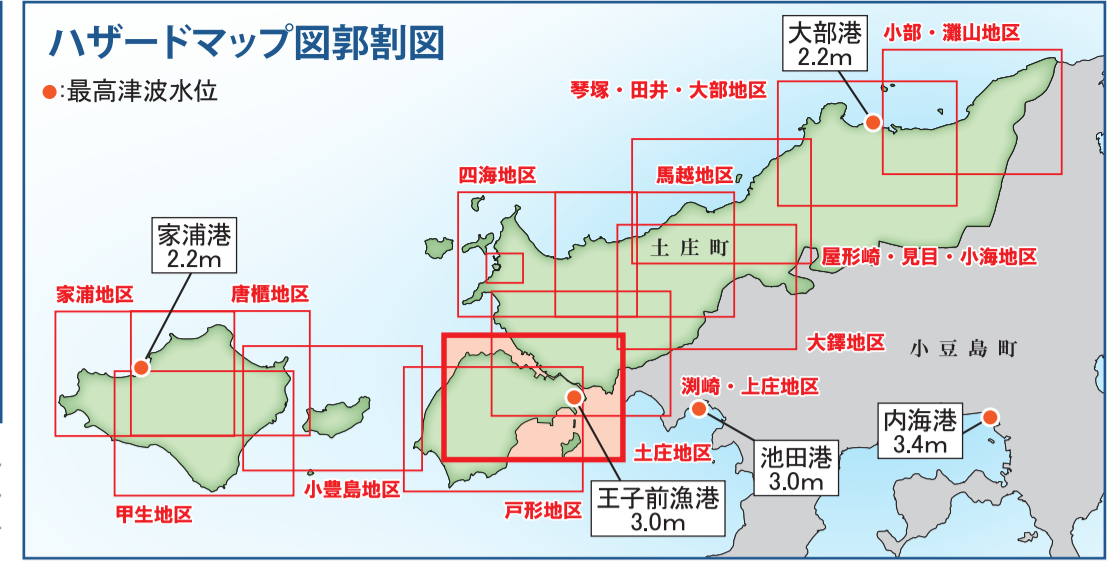 ハザードマップ図郭割図
●:最高津波水位
大部港
2.2m
小部・灘山地区
琴塚・田井・大部地区
四海地区
馬越地区
土庄町
家浦港
2.2m
屋形崎・見目・小海地区
家浦地区
唐櫃地区
大鐸地区
小豆島町
渕崎・上庄地区
内海港
3.4m
土庄地区
池田港
3.0m
小豊島地区
戸形地区
王子前漁港
3.0m
甲生地区